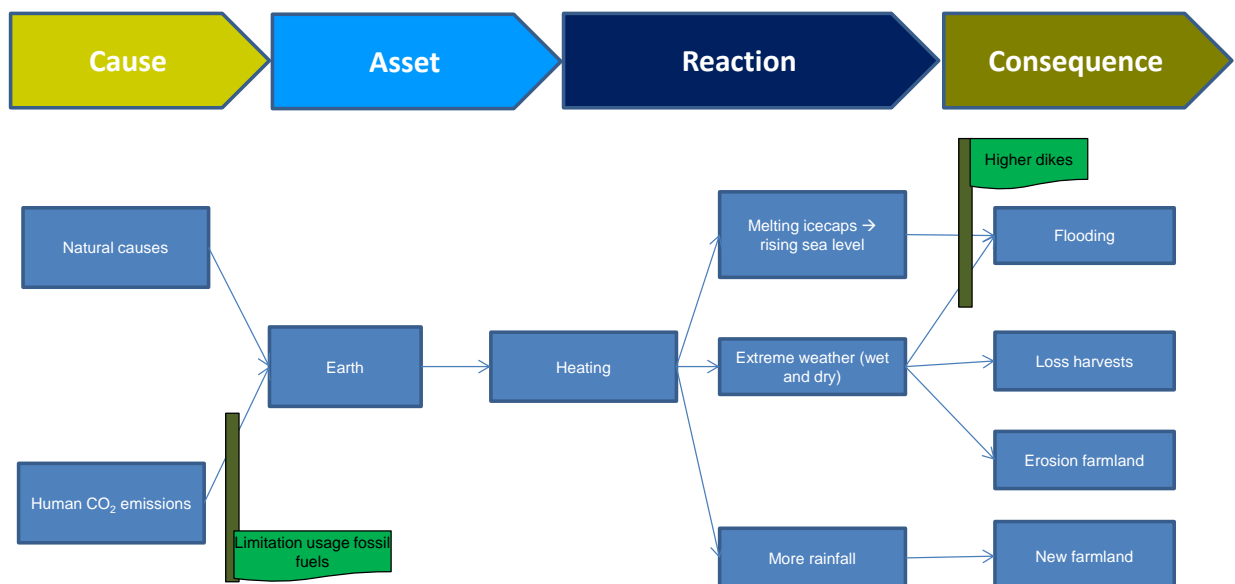 Cause
Asset
Reaction
Consequence
Higher dikes
Natural causes
Melting icecaps →
rising sea level
Flooding
Earth
Heating
Extreme weather (wet
and dry)
Loss harvests
Human CO₂ emissions
Erosion farmland
Limitation usage fossil
fuels
More rainfall
New farmland